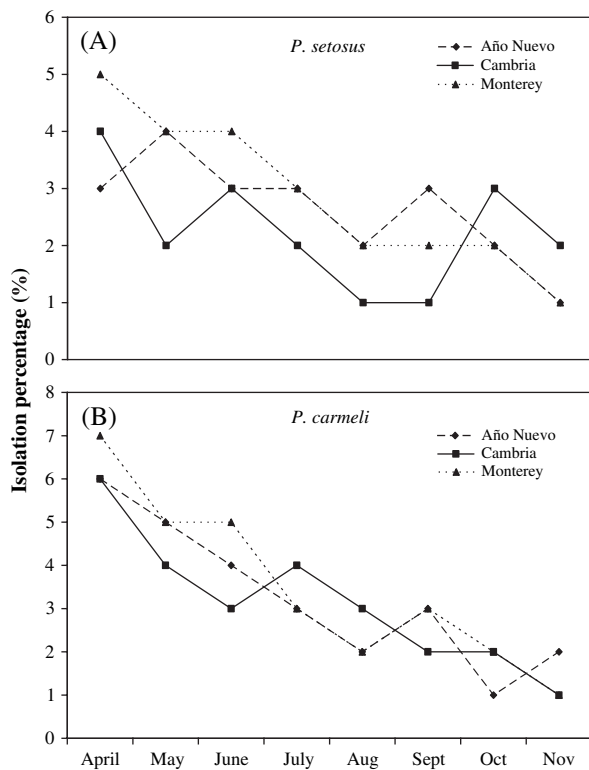 Isolation percentage (%)
(A)
P. setosus
Año Nuevo
Cambria
Monterey
6
5
4
3
2
1
0
(B)
P. carmeli
Año Nuevo
Cambria
Monterey
8
7
6
5
4
3
2
1
0
April May June July Aug Sept Oct Nov